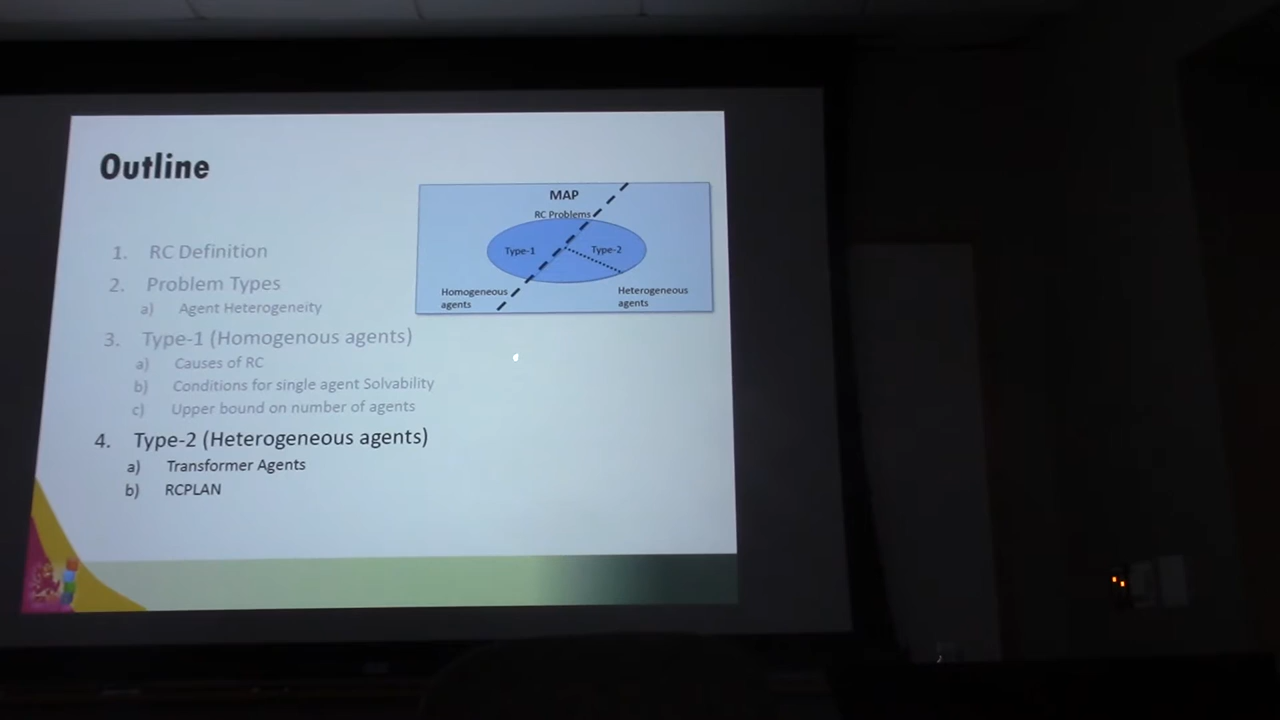 Outline
MAP
RC Problems
Type-1
Type-2
Homogeneous
agents
Heterogeneous
agents
1. RC Definition
2. Problem Types
a) Agent Heterogeneity
3. Type-1 (Homogenous agents)
a) Causes of RC
b) Conditions for single agent Solvability
c) Upper bound on number of agents
4. Type-2 (Heterogeneous agents)
a) Transformer Agents
b) RCPLAN